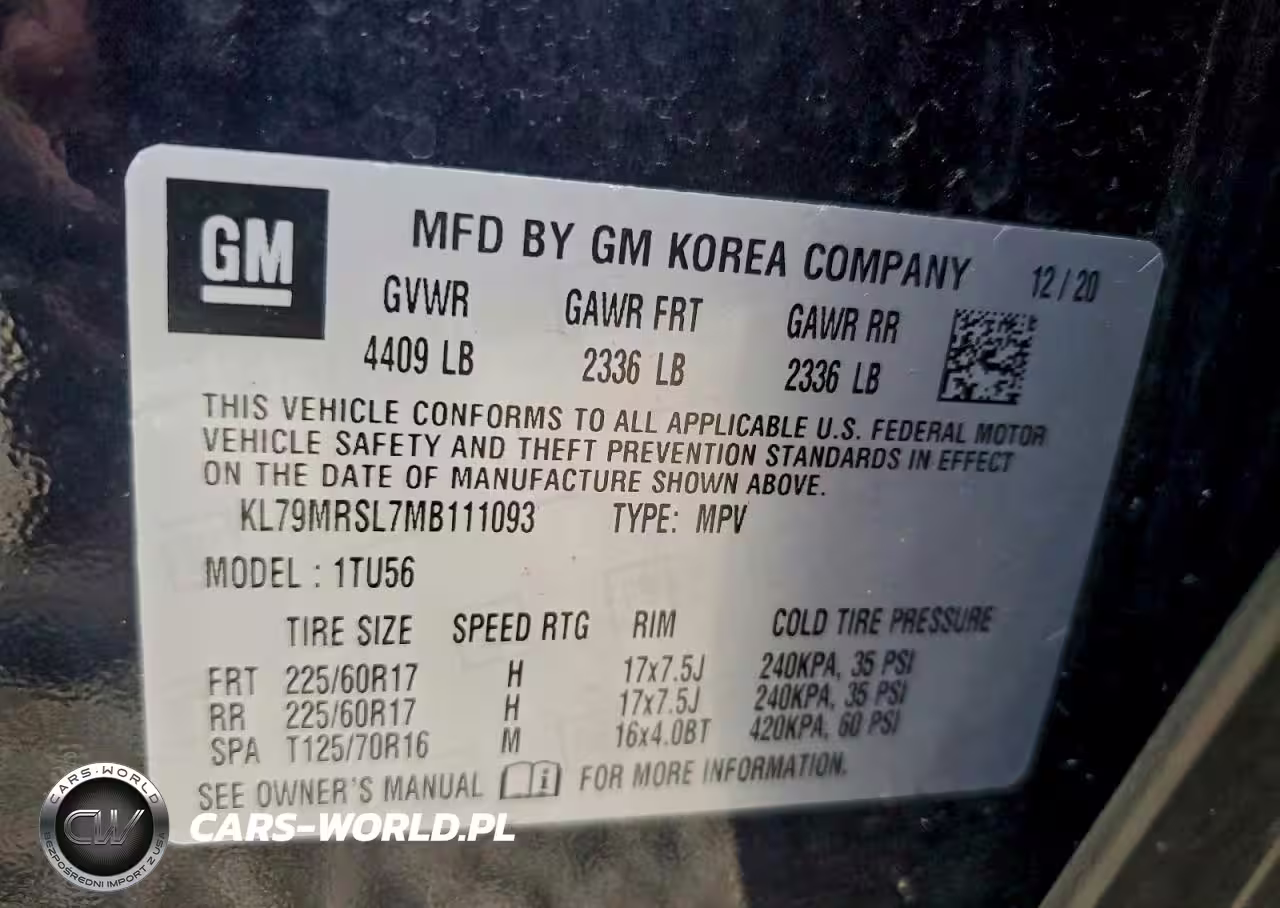 GM
MFD BY GM KOREA COMPANY 12/20
GVWR GAWR FRT GAWR RR
4409 LB 2336 LB 2336 LB
THIS VEHICLE CONFORMS TO ALL APPLICABLE U.S. FEDERAL MOTOR
VEHICLE SAFETY AND THEFT PREVENTION STANDARDS IN EFFECT
ON THE DATE OF MANUFACTURE SHOWN ABOVE.
KL79MRSL7MB111093 TYPE: MPV
MODEL : 1TU56
TIRE SIZE SPEED RTG RIM COLD TIRE PRESSURE
FRT 225/60R17 H 17x7.5J 240KPA, 35 PSI
RR 225/60R17 H 17x7.5J 240KPA, 35 PSI
SPA T125/70R16 M 16x4.0BT 420KPA, 60 PSI
SEE OWNER'S MANUAL i FOR MORE INFORMATION.
CARS-WORLD
CW
BEZPOŚREDNI IMPORT Z USA
CARS-WORLD.PL